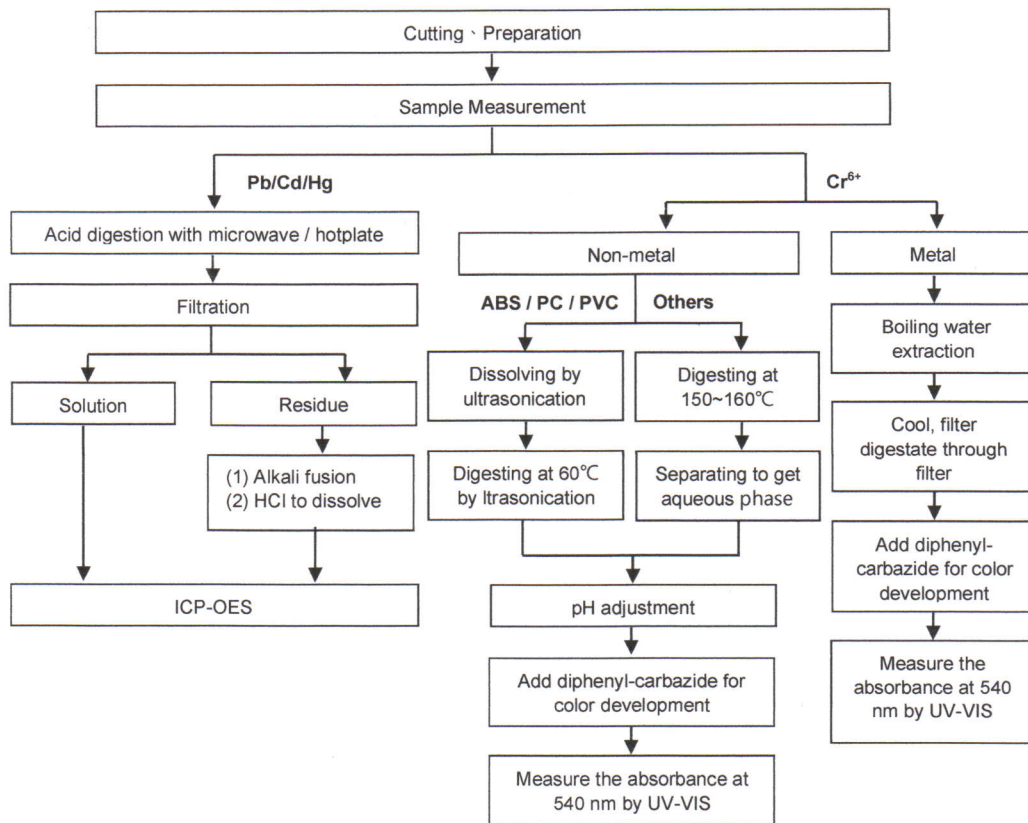 Cutting、Preparation
Sample Measurement
Pb/Cd/Hg
Cr⁶⁺
Acid digestion with microwave / hotplate
Filtration
Solution
Residue
(1) Alkali fusion
(2) HCl to dissolve
ICP-OES
Non-metal
ABS / PC / PVC
Others
Dissolving by
ultrasonication
Digesting at
150~160℃
Digesting at 60℃
by ltrasonication
Separating to get
aqueous phase
pH adjustment
Add diphenyl-carbazide for
color development
Measure the absorbance at
540 nm by UV-VIS
Metal
Boiling water
extraction
Cool, filter
digestate through
filter
Add diphenyl-
carbazide for color
development
Measure the
absorbance at 540
nm by UV-VIS